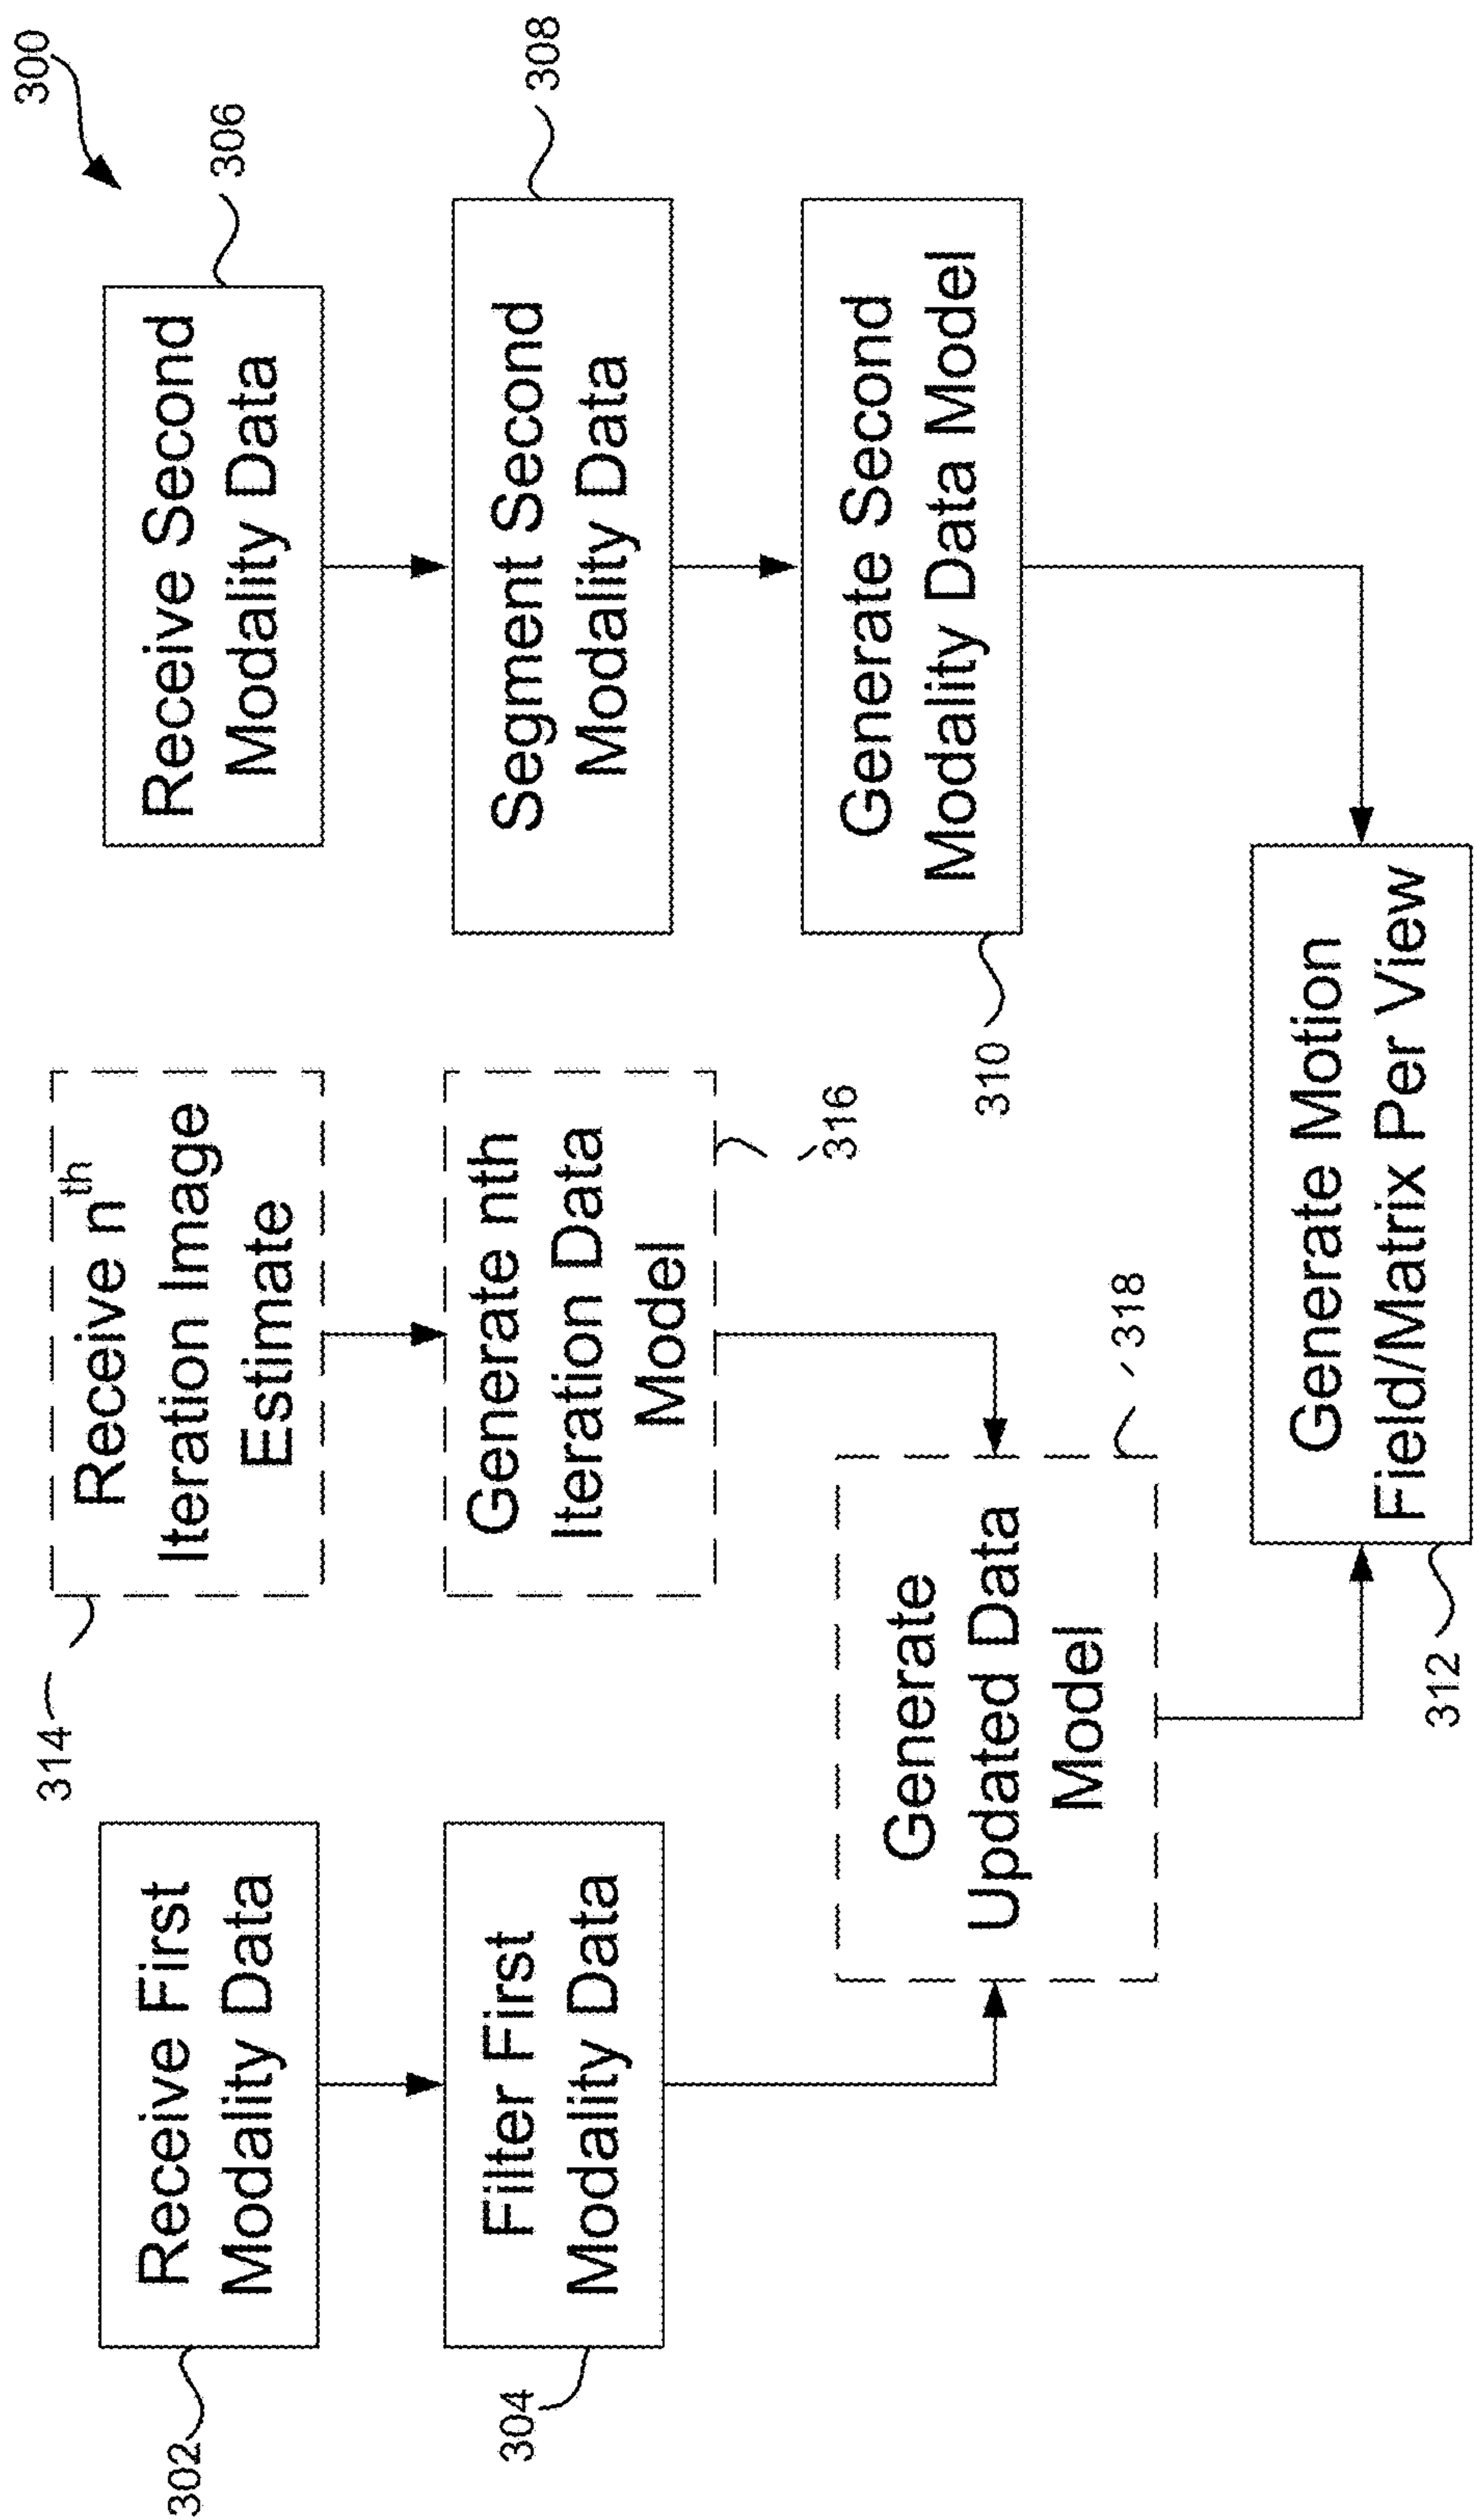 300
302
Receive First
Modality Data
304
Filter First
Modality Data
314
Receive nth
Iteration Image
Estimate
Generate nth
Iteration Data
Model
316
Generate
Updated Data
Model
318
306
Receive Second
Modality Data
308
Segment Second
Modality Data
Generate Second
Modality Data Model
310
Generate Motion
Field/Matrix Per View
312